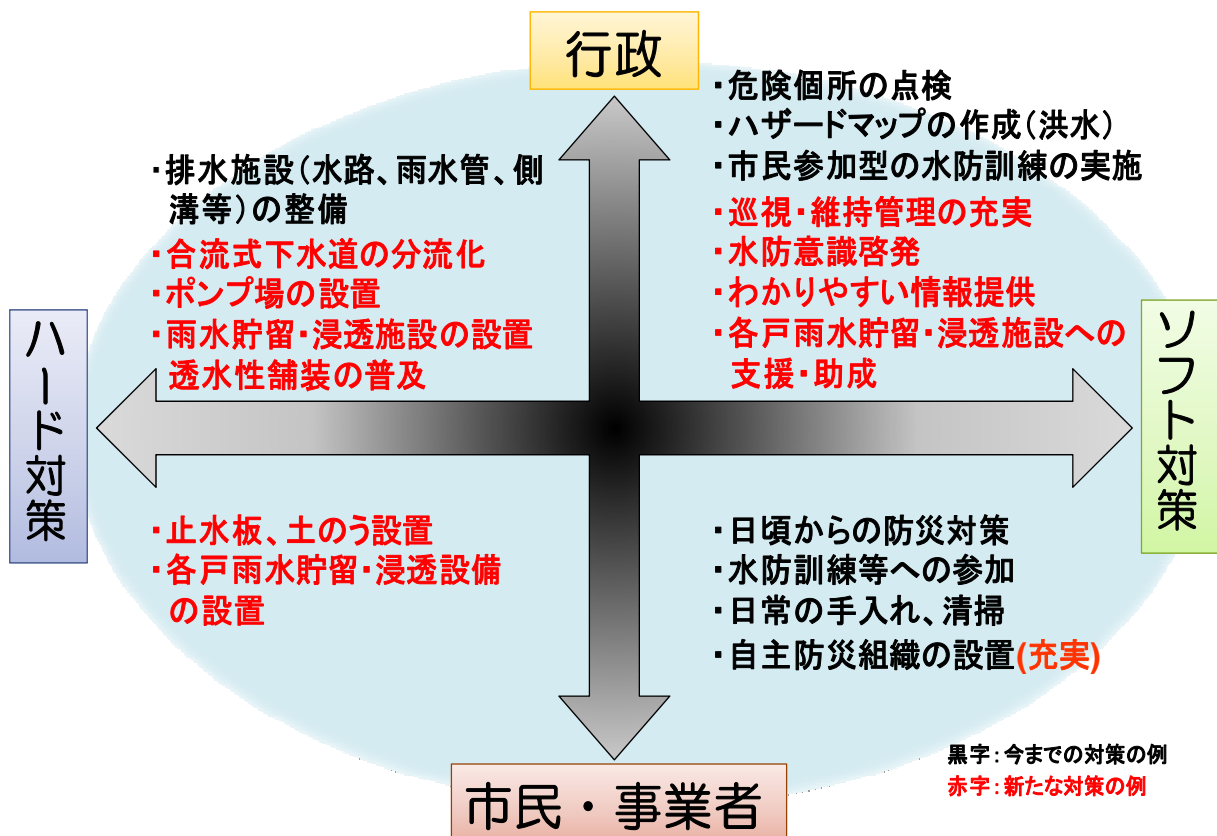 行政
・排水施設（水路、雨水管、側
溝等）の整備
・合流式下水道の分流化
・ポンプ場の設置
・雨水貯留・浸透施設の設置
透水性舗装の普及
・危険個所の点検
・ハザードマップの作成（洪水）
・市民参加型の水防訓練の実施
・巡視・維持管理の充実
・水防意識啓発
・わかりやすい情報提供
・各戸雨水貯留・浸透施設への
支援・助成
ハード対策
ソフト対策
・止水板、土のう設置
・各戸雨水貯留・浸透設備
の設置
・日頃からの防災対策
・水防訓練等への参加
・日常の手入れ、清掃
・自主防災組織の設置(充実)
市民・事業者
黒字：今までの対策の例
赤字：新たな対策の例